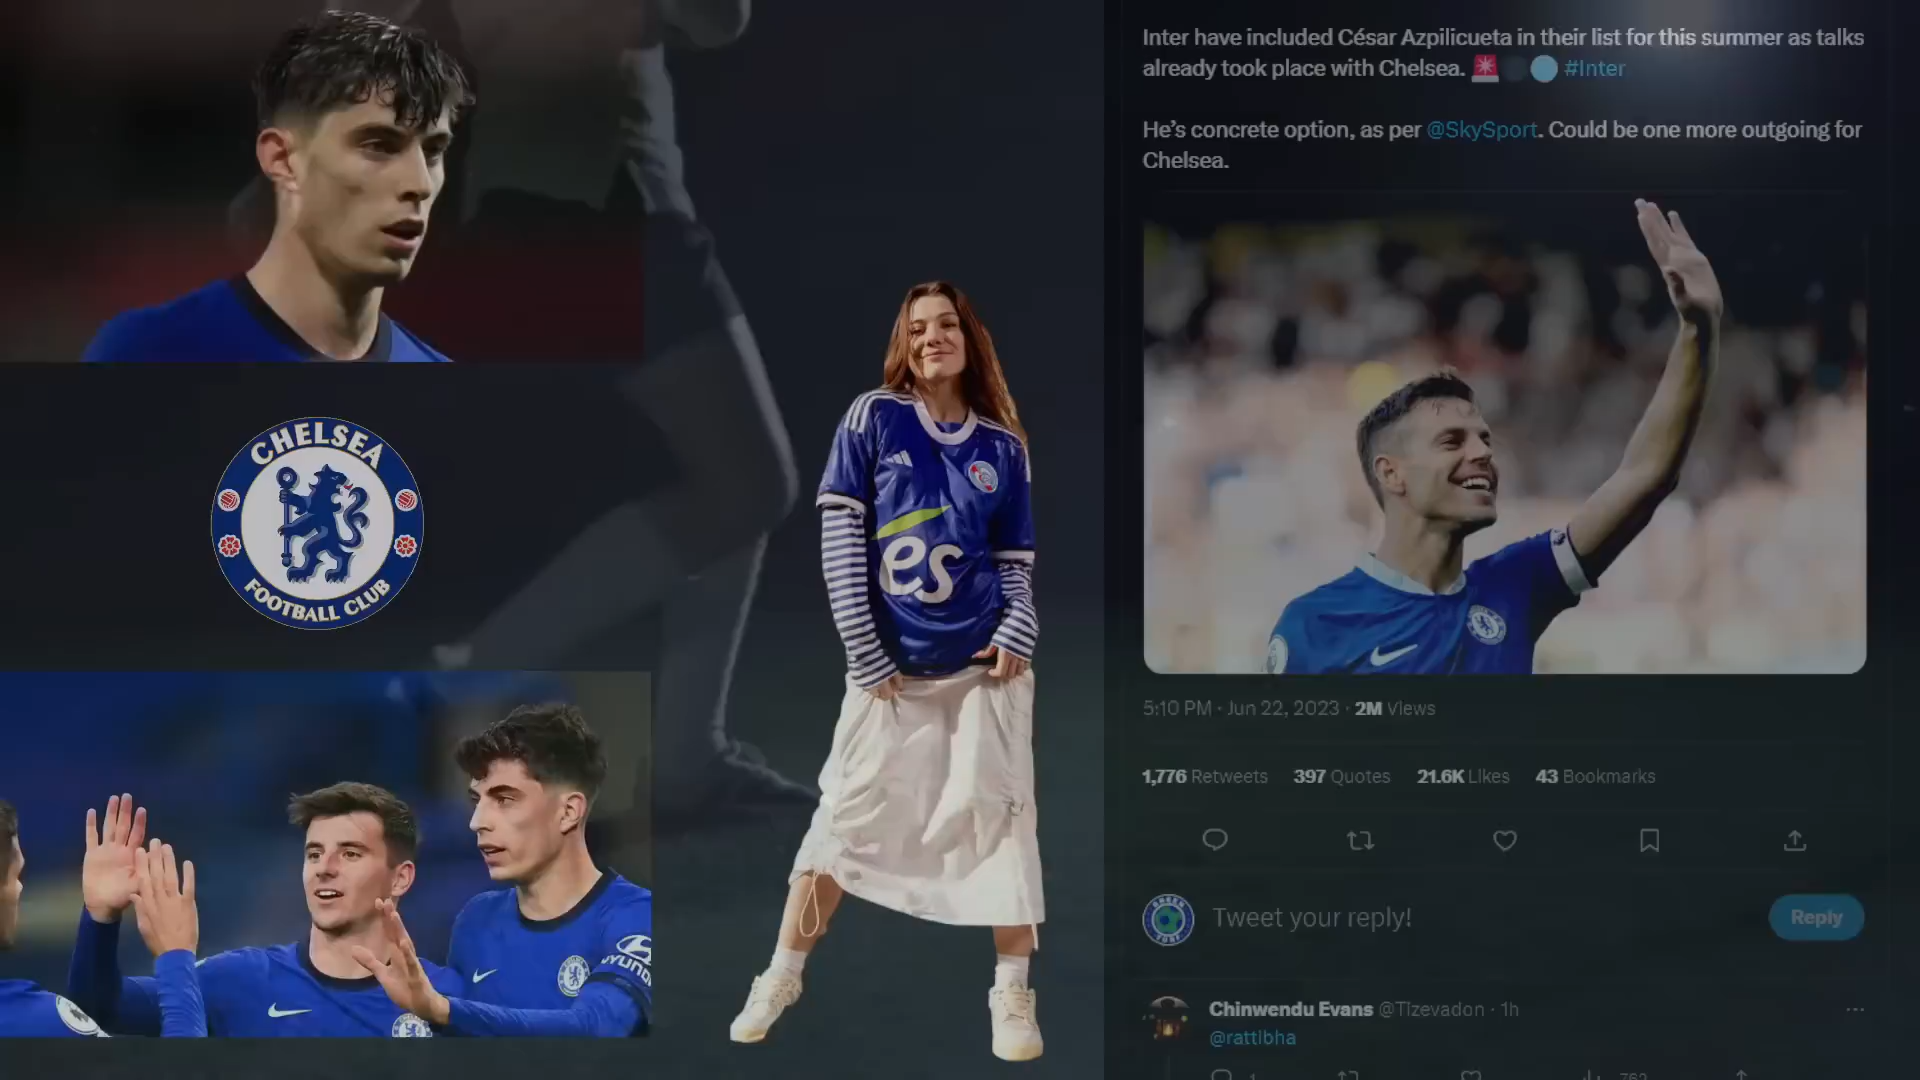 Inter have included César Azpilicueta in their list for this summer as talks
already took place with Chelsea. 🚨⚫🔵 #Inter
He’s concrete option, as per @SkySport. Could be one more outgoing for
Chelsea.
CHELSEA
FOOTBALL CLUB
es
5:10 PM · Jun 22, 2023 · 2M Views
1,776 Retweets 397 Quotes 21.6K Likes 43 Bookmarks
Tweet your reply!
Reply
Chinwendu Evans @Tizevadon · 1h
@rattibha
HYUNDAI